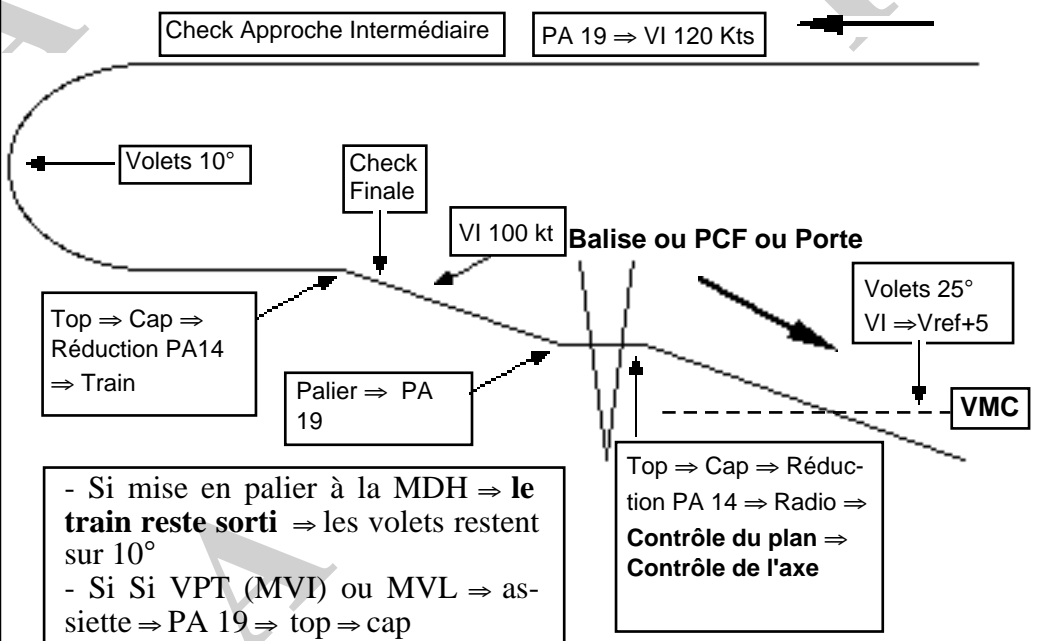 Check Approche Intermédiaire
PA 19 ⇒ VI 120 Kts
Volets 10°
Check
Finale
VI 100 kt
Balise ou PCF ou Porte
Volets 25°
VI ⇒Vref+5
Top ⇒ Cap ⇒
Réduction PA14
⇒ Train
Palier ⇒ PA
19
VMC
- Si mise en palier à la MDH ⇒ le
train reste sorti ⇒ les volets restent
sur 10°
- Si Si VPT (MVI) ou MVL ⇒ as-
siette ⇒ PA 19 ⇒ top ⇒ cap
Top ⇒ Cap ⇒ Réduc-
tion PA 14 ⇒ Radio ⇒
Contrôle du plan ⇒
Contrôle de l'axe